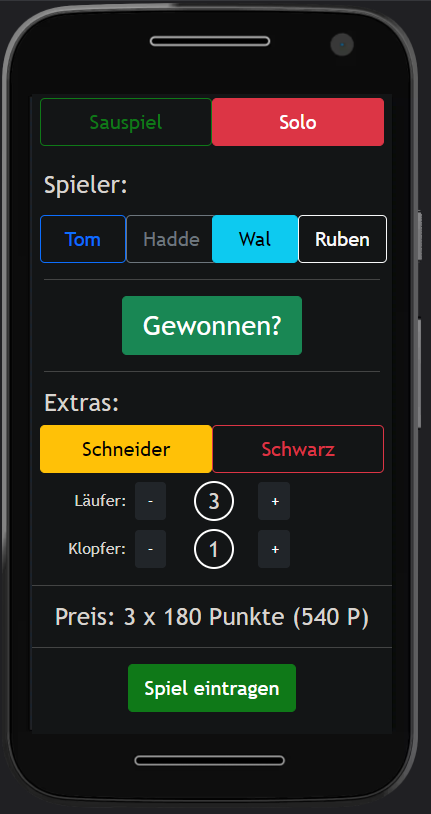 Sauspiel Solo
Spieler:
Tom Hadde Wal Ruben
Gewonnen?
Extras:
Schneider Schwarz
Läufer: - 3 +
Klopfer: - 1 +
Preis: 3 x 180 Punkte (540 P)
Spiel eintragen